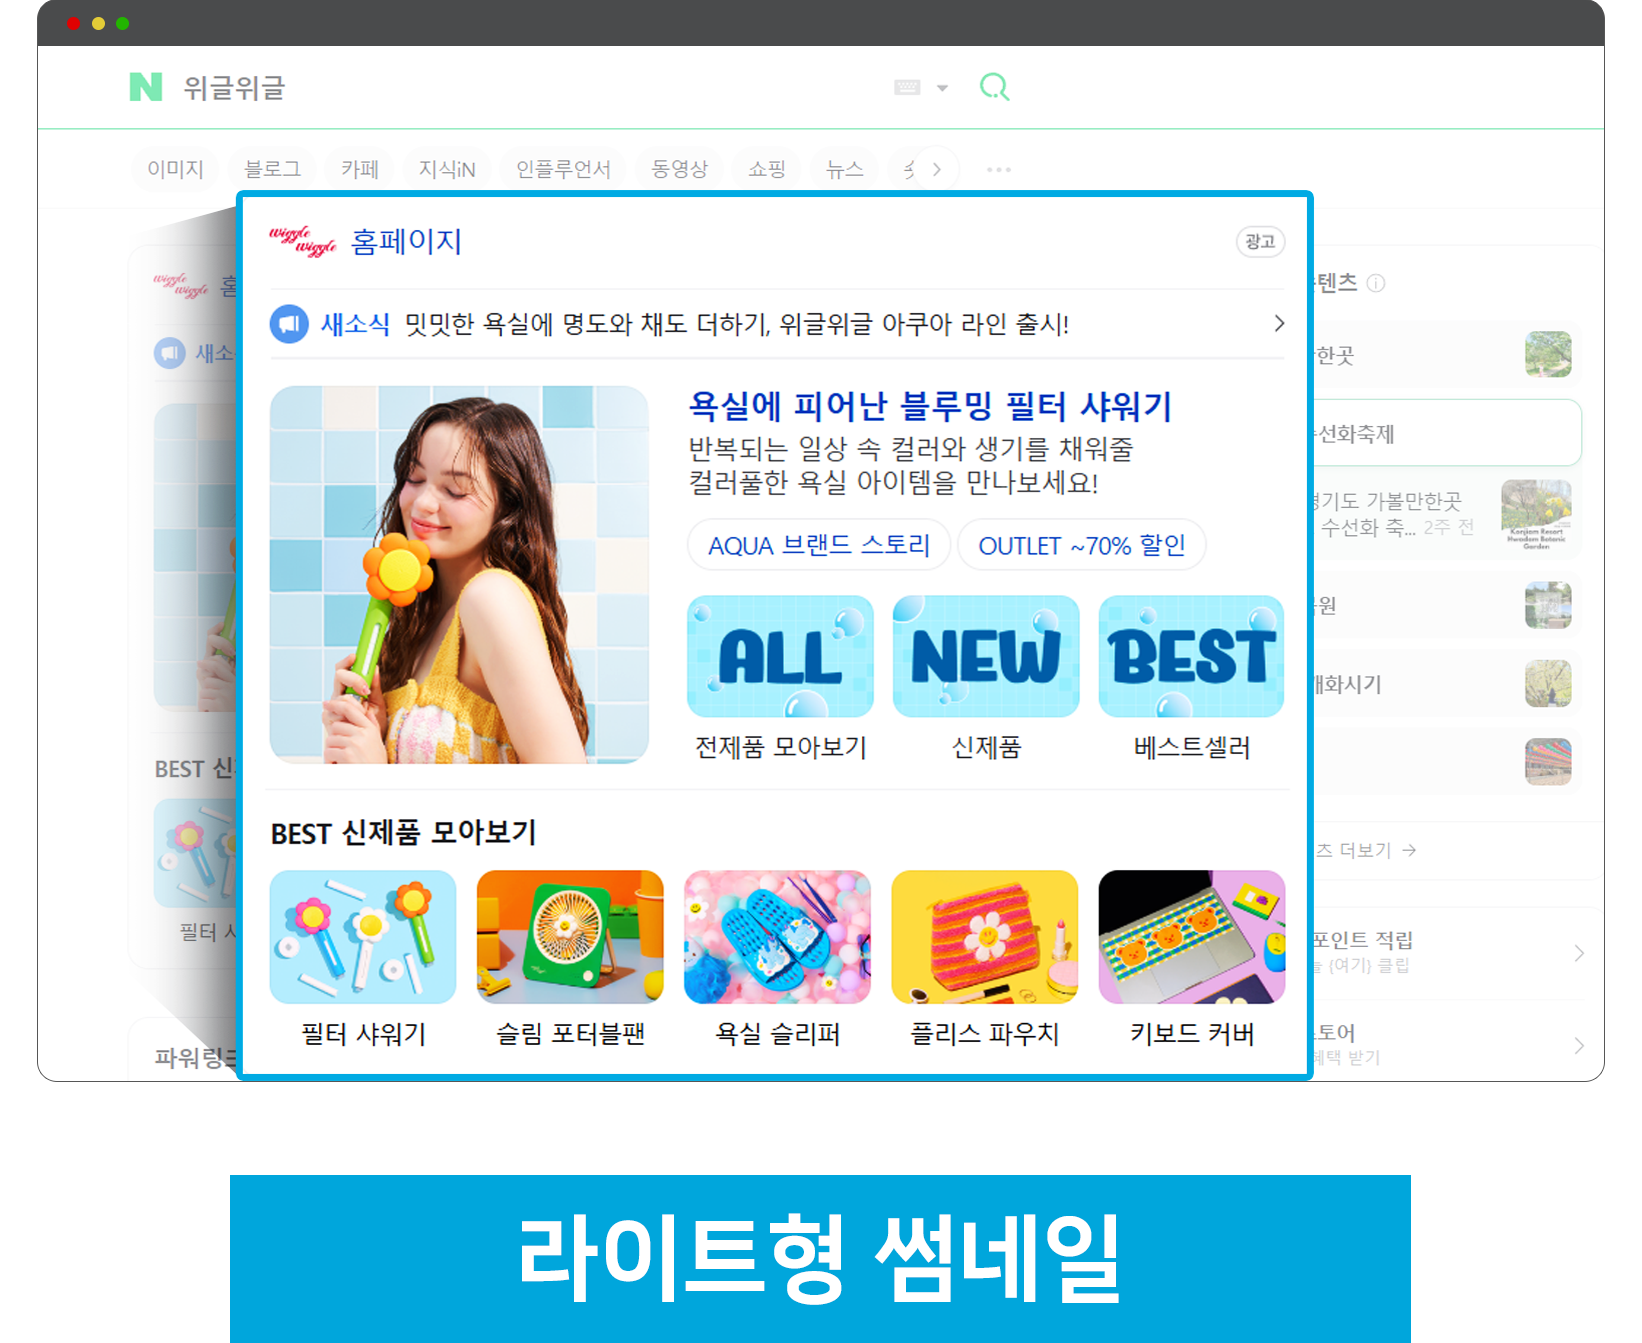 N 위글위글
이미지 블로그 카페 지식iN 인플루언서 동영상 쇼핑 뉴스
wiggle wiggle 홈페이지 광고
새소식 밋밋한 욕실에 명도와 채도 더하기, 위글위글 아쿠아 라인 출시!
욕실에 피어난 블루밍 필터 샤워기
반복되는 일상 속 컬러와 생기를 채워줄
컬러풀한 욕실 아이템을 만나보세요!
AQUA 브랜드 스토리 OUTLET ~70% 할인
ALL NEW BEST
전제품 모아보기 신제품 베스트셀러
BEST 신제품 모아보기
필터 샤워기 슬림 포터블팬 욕실 슬리퍼 플리스 파우치 키보드 커버
wiggle wiggle 홈
새소
BEST 신
필터
파워링크
텐츠
한곳
선화축제
경기도 가볼만한곳
수선화 축... 2주 전
Konjiam Resort
Hwadam Botanic
Garden
원
개화시기
츠 더보기
포인트 적립
{여기} 클립
토어
혜택 받기
라이트형 썸네일